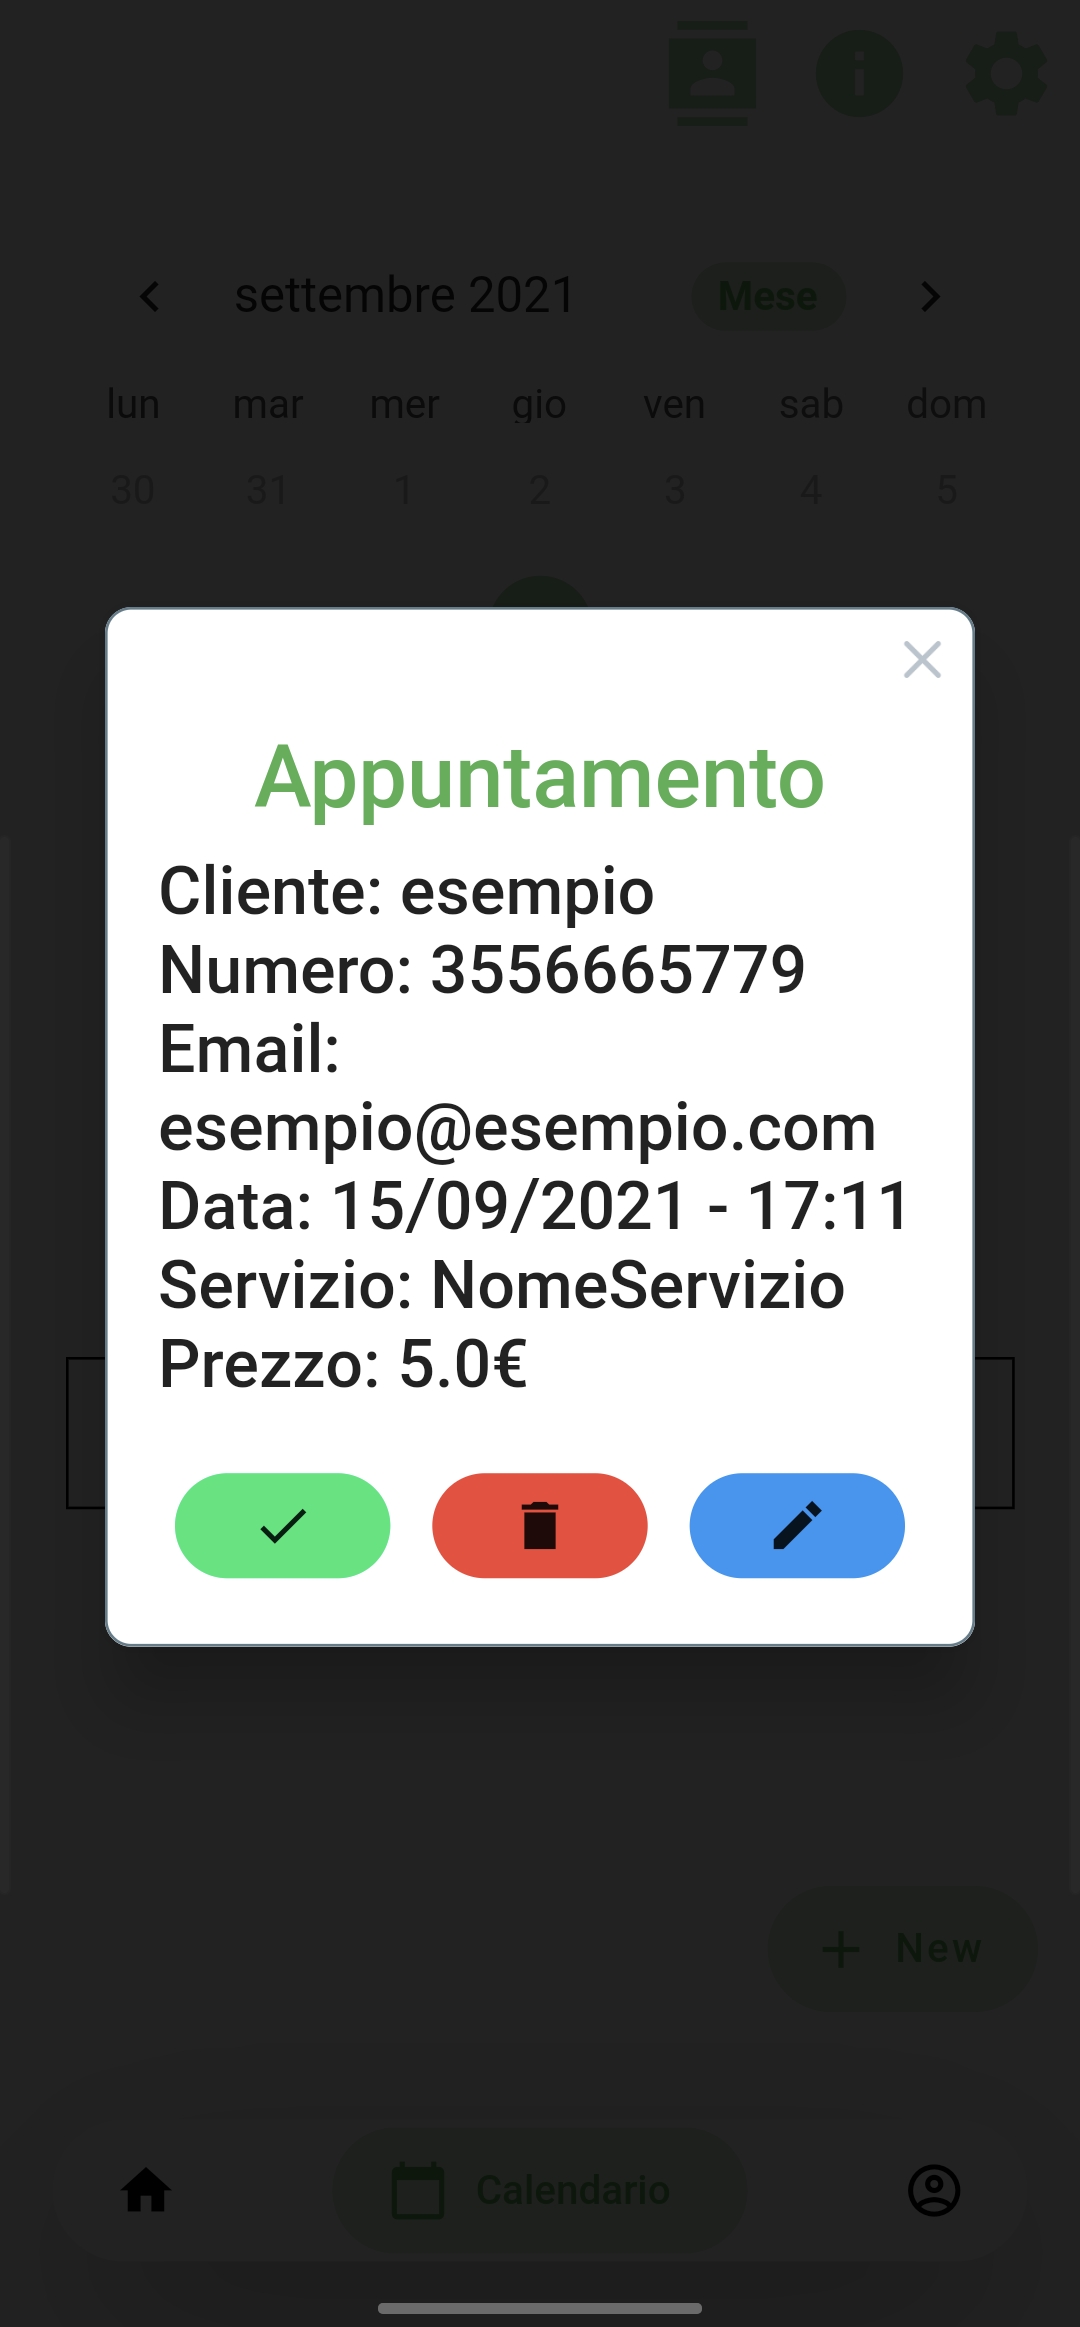 settembre 2021 Mese
lun mar mer gio ven sab dom
30 31 1 2 3 4 5
Appuntamento
Cliente: esempio
Numero: 3556665779
Email:
esempio@esempio.com
Data: 15/09/2021 - 17:11
Servizio: NomeServizio
Prezzo: 5.0€
New
Calendario